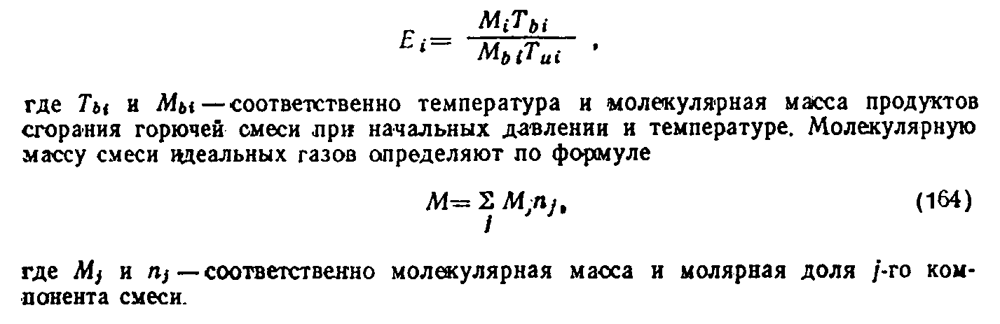 E_i = \frac{M_i T_{bi}}{M_{bi} T_{ui}},
где T_{bi} и M_{bi} — соответственно температура и молекулярная масса продуктов
сгорания горючей смеси при начальных давлении и температуре. Молекулярную
массу смеси идеальных газов определяют по формуле
M = \sum_j M_j n_j, (164)
где M_j и n_j — соответственно молекулярная масса и молярная доля j-го ком-
понента смеси.